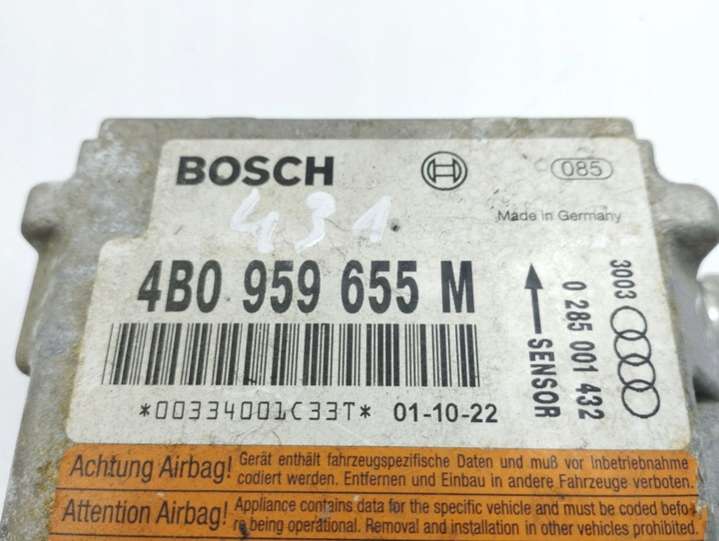 BOSCH
085
Made in Germany
431
4B0 959 655 M
*00334001C33T* 01-10-22
SENSOR
0 285 001 432
3003
Achtung Airbag! Gerät enthält fahrzeugspezifische Daten und muß vor Inbetriebnahme
codiert werden. Entfernen und Einbau in andere Fahrzeuge verboten.
Attention Airbag! Appliance contains data for the specific vehicle and must be coded befo-
re being operational. Removal and installation in other vehicles prohibited.